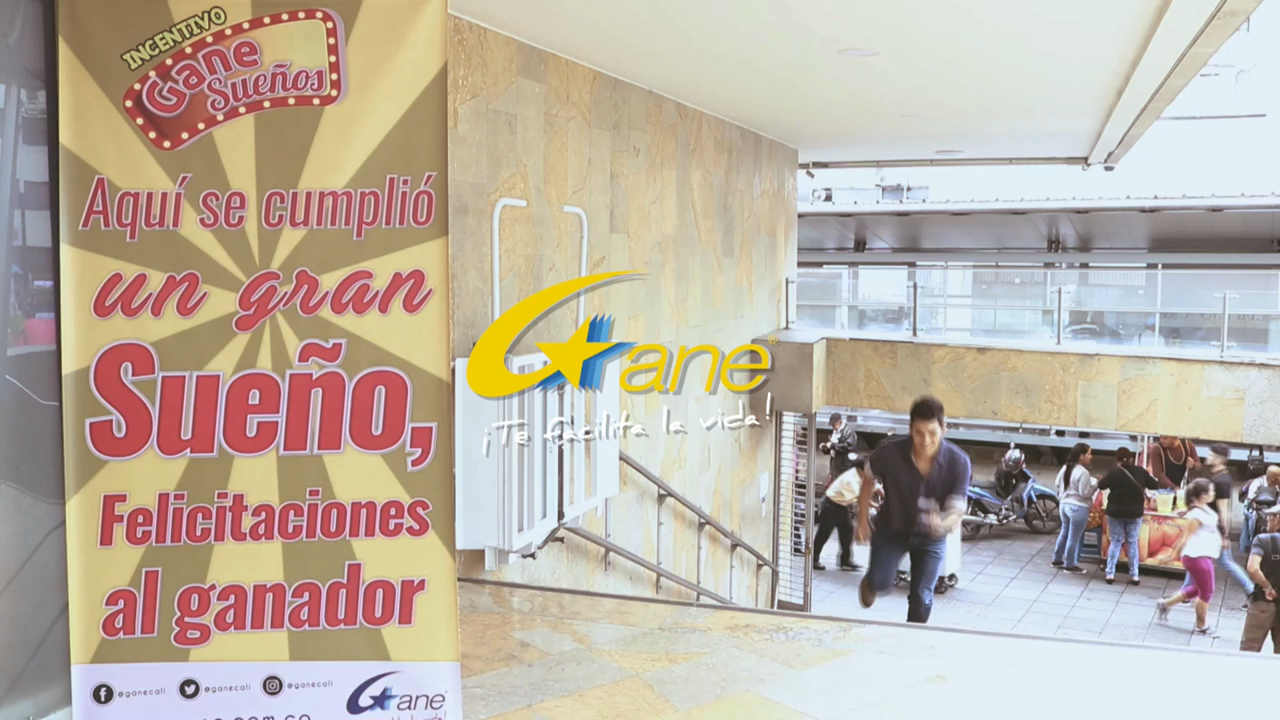 INCENTIVO
Gane
Sueños
Aquí se cumplió
un gran
Sueño,
Felicitaciones
al ganador
@ganecali @ganecali @ganecali
Gane
Gane
¡Te facilita la vida!